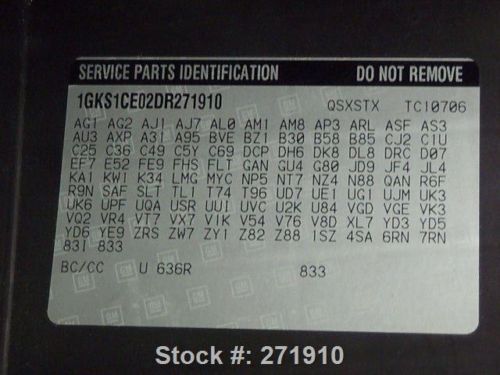 SERVICE PARTS IDENTIFICATION DO NOT REMOVE
1GKS1CE02DR271910 QSXSTX TC10706
AG1 AG2 AJ1 AJ7 AL0 AM1 AM8 AP3 ARL ASF AS3
AU3 AXP A31 A95 BVE BZ1 B30 B58 B85 CJ2 C1U
C25 C36 C49 C5Y C69 DCP DH6 DK8 DL8 DRC D07
EF7 E52 FE9 FHS FLT GAN GU4 G80 JD9 JF4 JL4
KA1 KW1 K34 LMG MYC NP5 NT7 NZ4 N88 QAN R6F
R9N SAF SLT TL1 T74 T96 UD7 UE1 UG1 UJM UK3
UK6 UPF UQA USR UU1 UVC U2K U84 VGD VGE VK3
VQ2 VR4 VT7 VX7 V1K V54 V76 V8D XL7 YD3 YD5
YD6 YE9 ZRS ZW7 ZY1 Z82 Z88 1SZ 4SA 6RN 7RN
831 833
BC/CC U 636R 833
Stock #: 271910